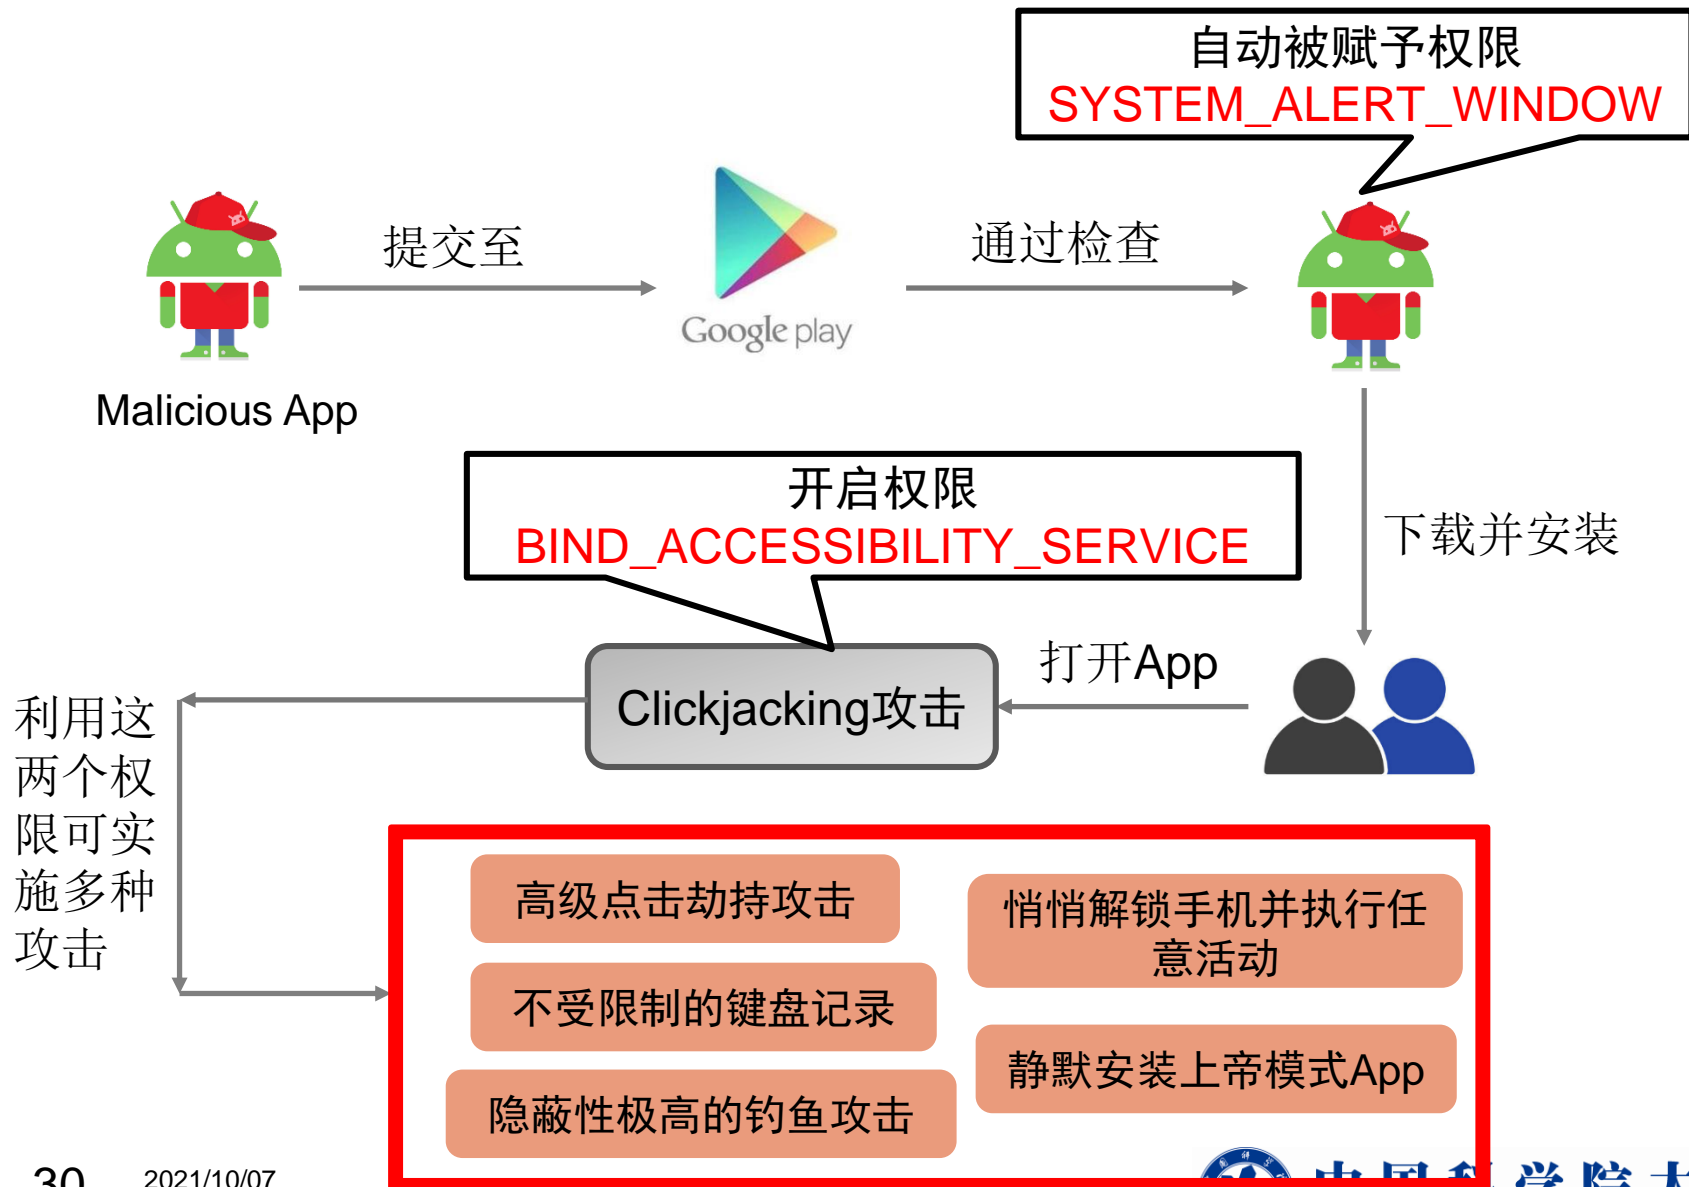 自动被赋予权限
SYSTEM_ALERT_WINDOW
提交至
通过检查
Google play
Malicious App
开启权限
BIND_ACCESSIBILITY_SERVICE
下载并安装
打开App
Clickjacking攻击
利用这
两个权
限可实
施多种
攻击
高级点击劫持攻击
悄悄解锁手机并执行任
意活动
不受限制的键盘记录
静默安装上帝模式App
隐蔽性极高的钓鱼攻击
30
2021/10/07
中国科学院大